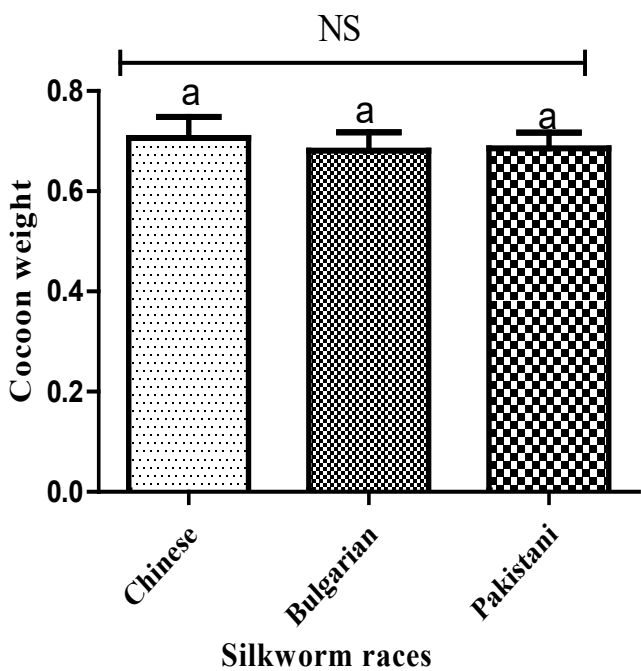 NS
a a a
0.8
0.6
0.4
0.2
0.0
Cocoon weight
Chinese
Bulgarian
Pakistani
Silkworm races